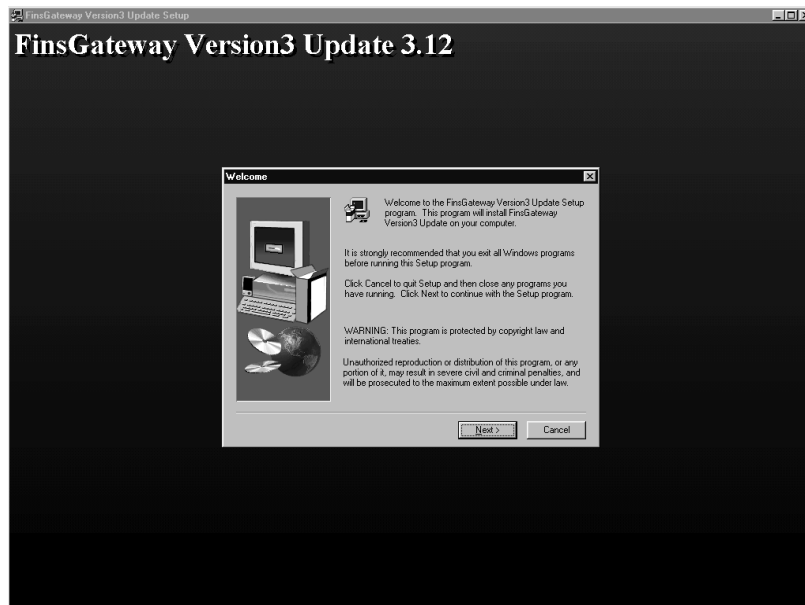 FinsGateway Version3 Update Setup
FinsGateway Version3 Update 3.12
Welcome
Welcome to the FinsGateway Version3 Update Setup
program. This program will install FinsGateway
Version3 Update on your computer.
It is strongly recommended that you exit all Windows programs
before running this Setup program.
Click Cancel to quit Setup and then close any programs you
have running. Click Next to continue with the Setup program.
WARNING: This program is protected by copyright law and
international treaties.
Unauthorized reproduction or distribution of this program, or any
portion of it, may result in severe civil and criminal penalties, and
will be prosecuted to the maximum extent possible under law.
Next >
Cancel